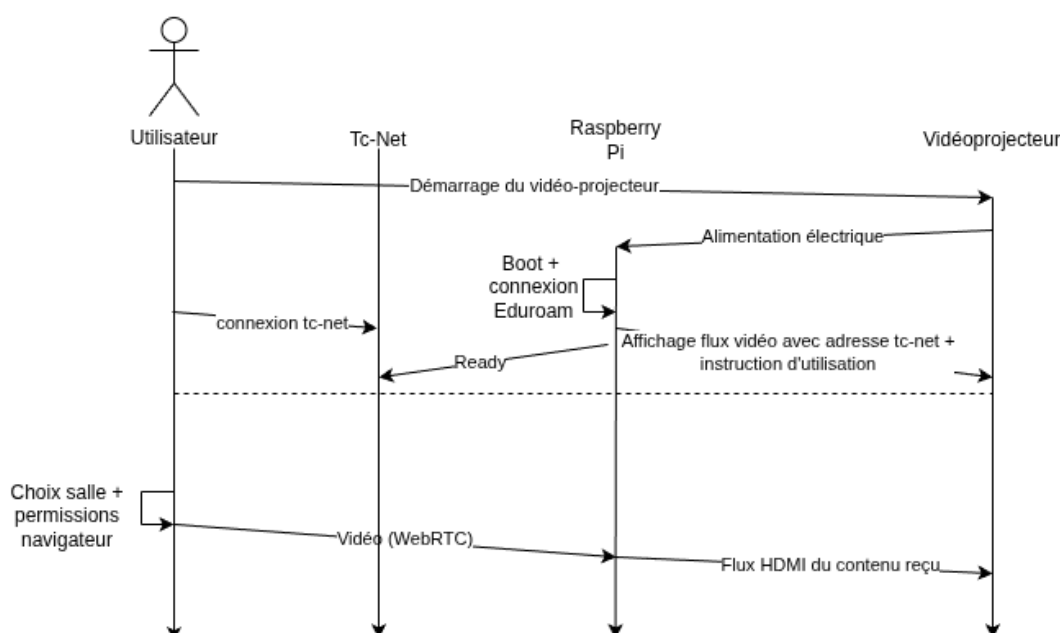 Utilisateur
Tc-Net
Raspberry
Pi
Vidéoprojecteur
Démarrage du vidéo-projecteur
Alimentation électrique
Boot +
connexion
Eduroam
connexion tc-net
Affichage flux vidéo avec adresse tc-net +
instruction d'utilisation
Ready
Choix salle +
permissions
navigateur
Vidéo (WebRTC)
Flux HDMI du contenu reçu